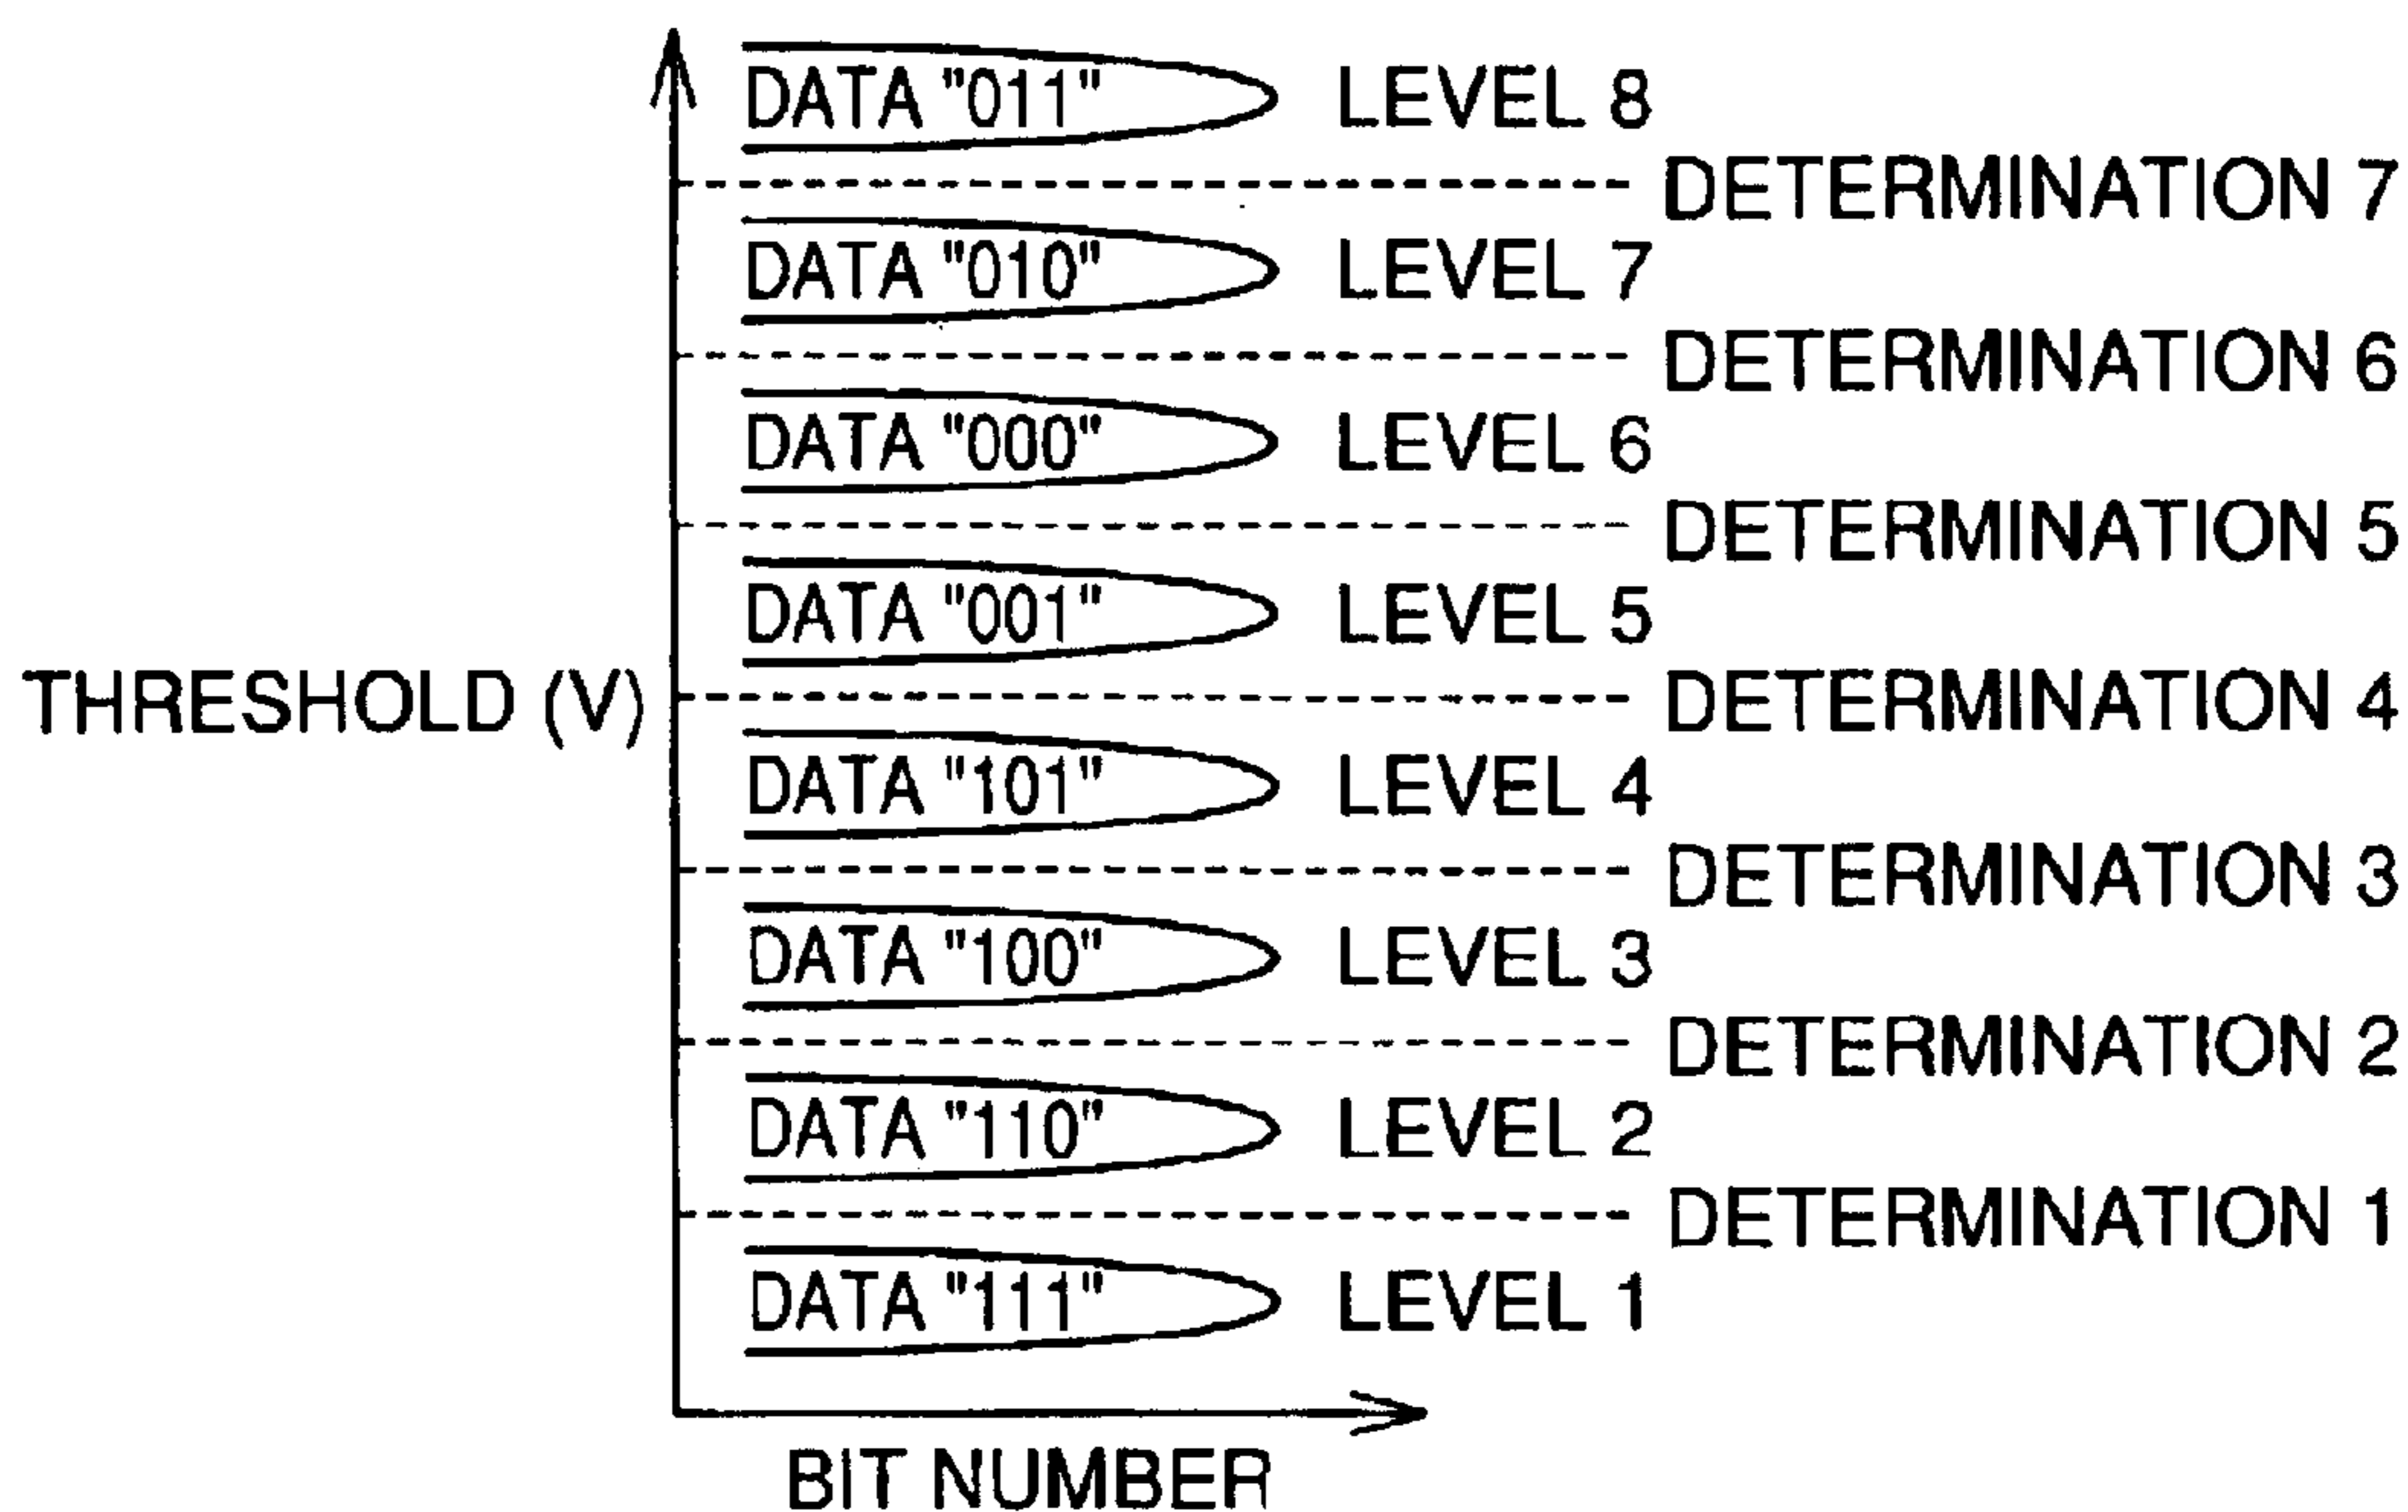 DATA "011" LEVEL 8
DETERMINATION 7
DATA "010" LEVEL 7
DETERMINATION 6
DATA "000" LEVEL 6
DETERMINATION 5
DATA "001" LEVEL 5
THRESHOLD (V) DETERMINATION 4
DATA "101" LEVEL 4
DETERMINATION 3
DATA "100" LEVEL 3
DETERMINATION 2
DATA "110" LEVEL 2
DETERMINATION 1
DATA "111" LEVEL 1
BIT NUMBER